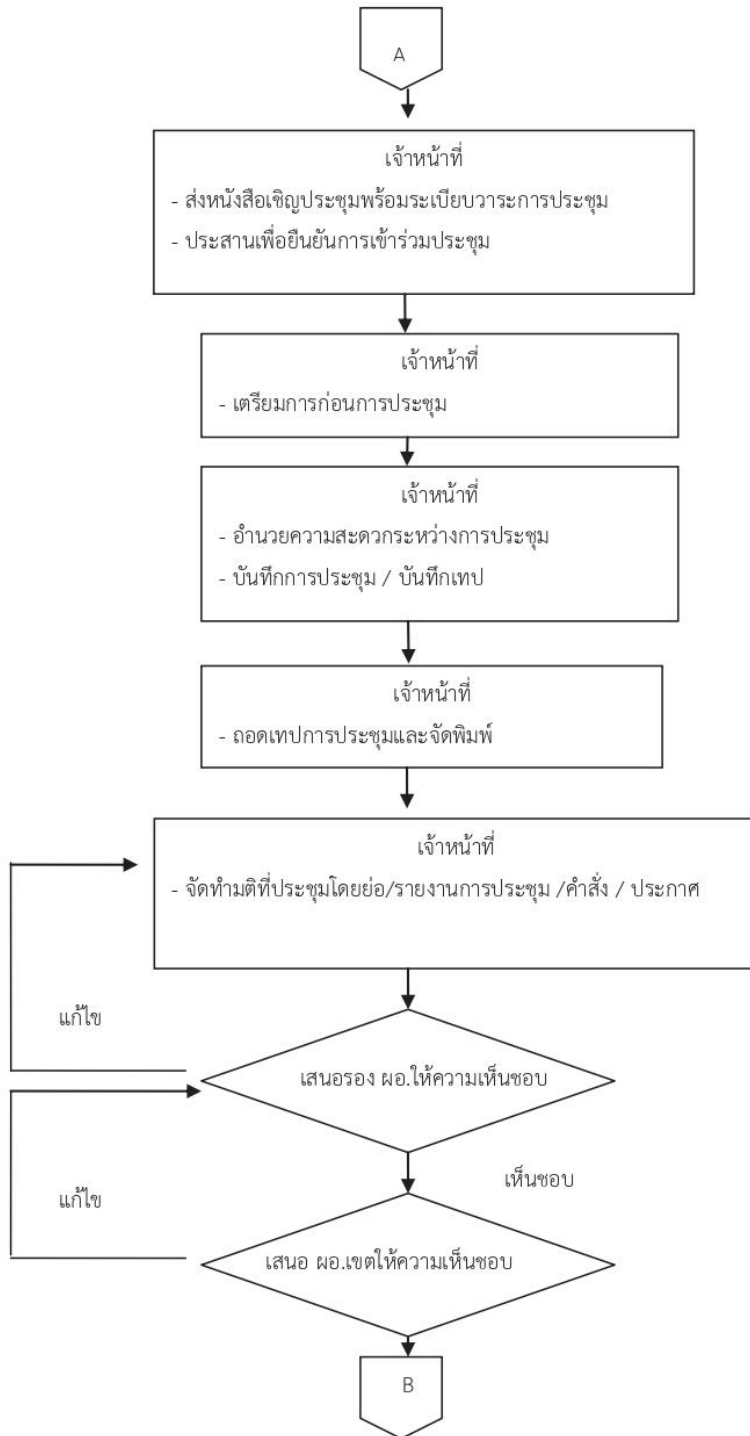 A
เจ้าหน้าที่
- ส่งหนังสือเชิญประชุมพร้อมระเบียบวาระการประชุม
- ประสานเพื่อยืนยันการเข้าร่วมประชุม
เจ้าหน้าที่
- เตรียมการก่อนการประชุม
เจ้าหน้าที่
- อำนวยความสะดวกระหว่างการประชุม
- บันทึกการประชุม / บันทึกเทป
เจ้าหน้าที่
- ถอดเทปการประชุมและจัดพิมพ์
เจ้าหน้าที่
- จัดทำมติที่ประชุมโดยย่อ/รายงานการประชุม /คำสั่ง / ประกาศ
แก้ไข
เสนอรอง ผอ.ให้ความเห็นชอบ
เห็นชอบ
แก้ไข
เสนอ ผอ.เขตให้ความเห็นชอบ
B